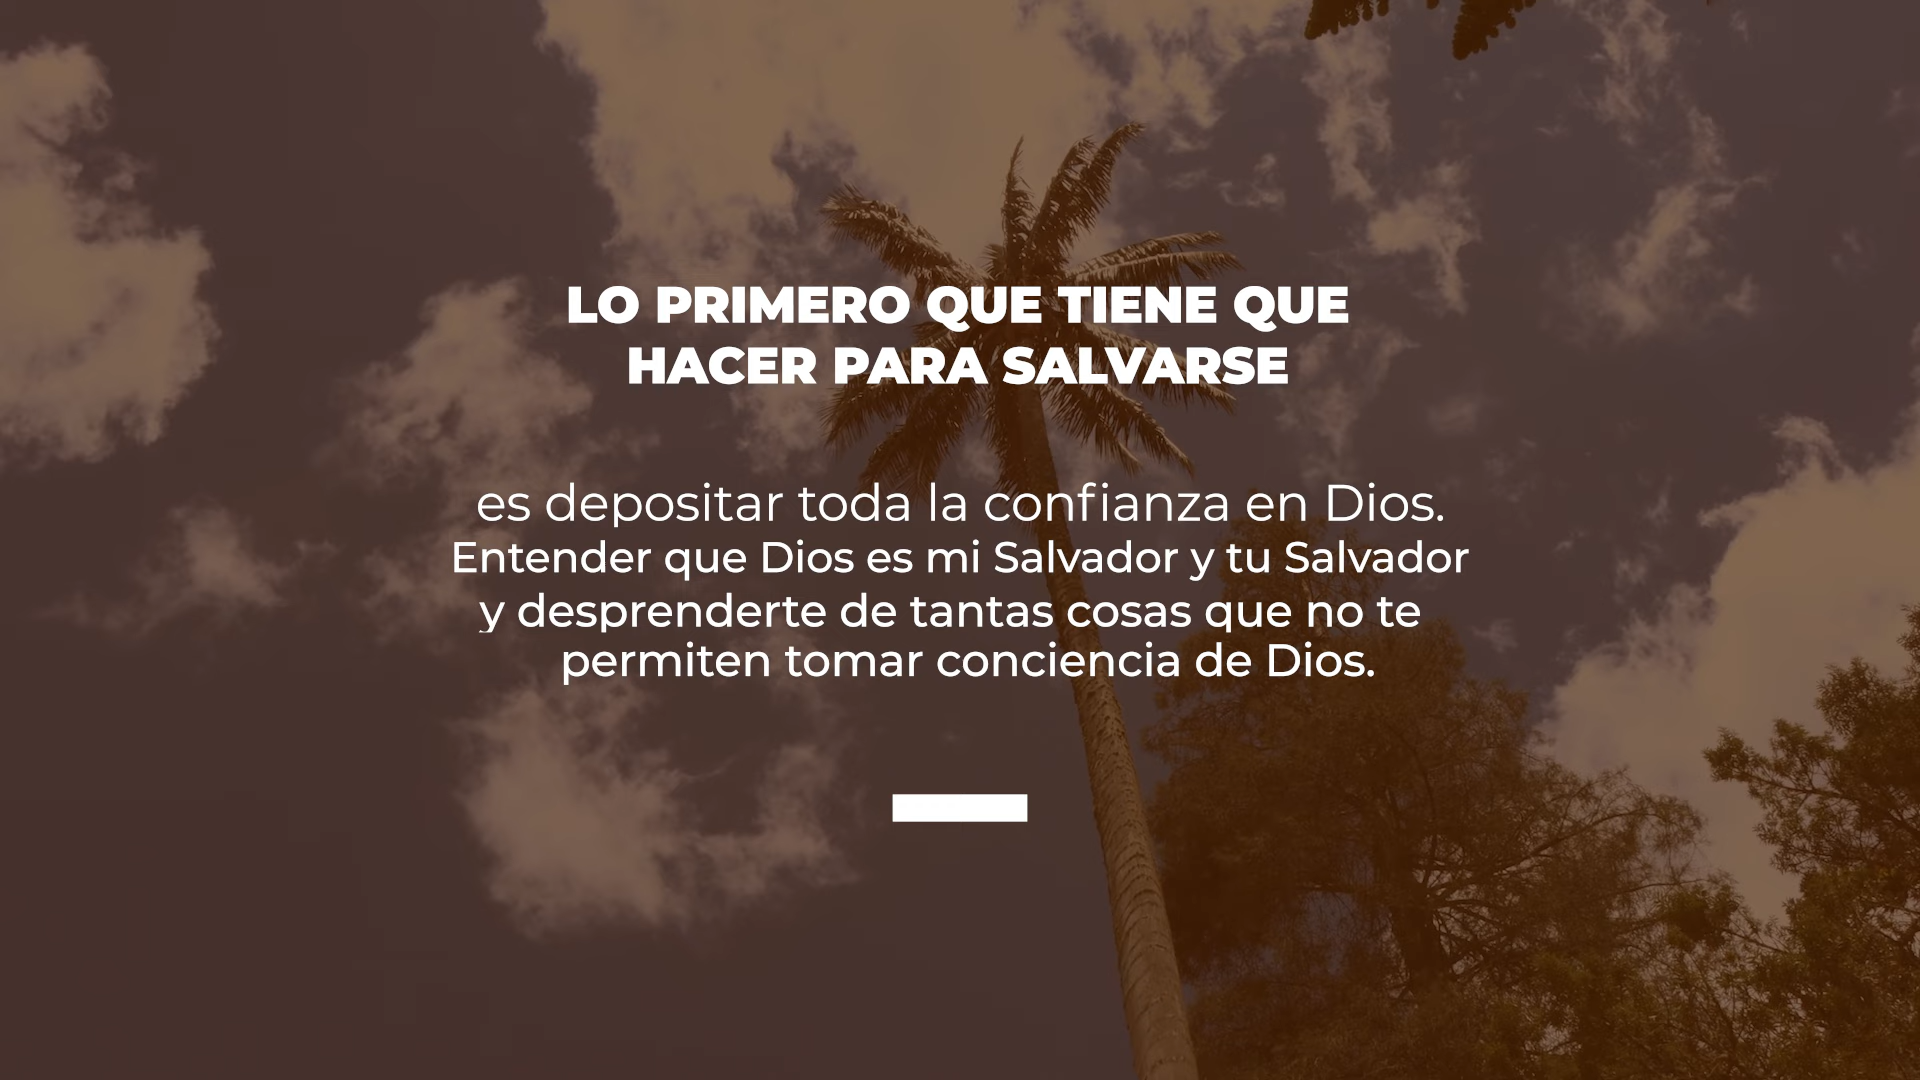 LO PRIMERO QUE TIENE QUE
HACER PARA SALVARSE
es depositar toda la confianza en Dios.
Entender que Dios es mi Salvador y tu Salvador
y desprenderte de tantas cosas que no te
permiten tomar conciencia de Dios.